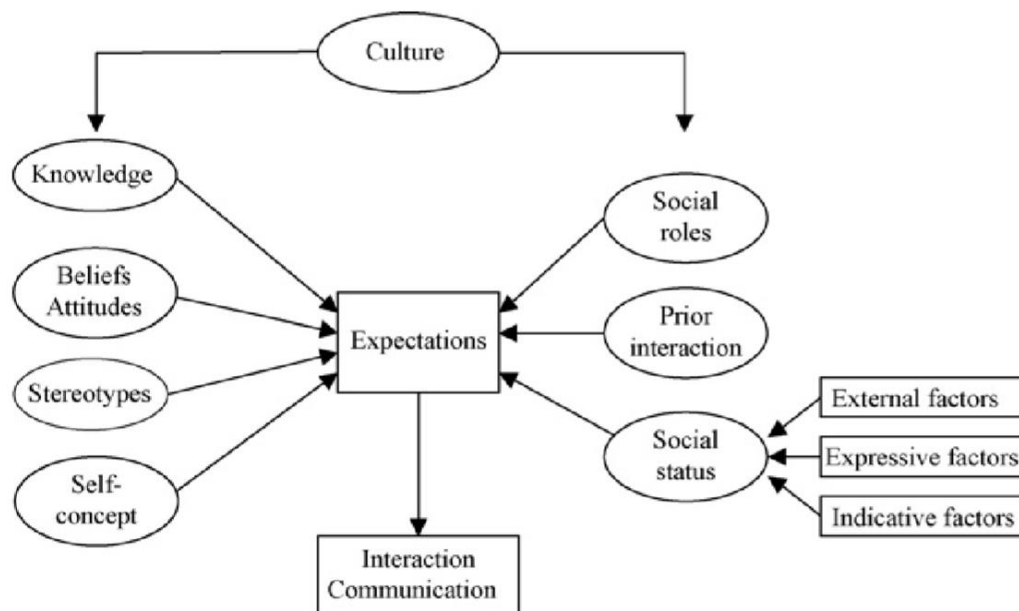 Culture
Knowledge
Social
roles
Beliefs
Attitudes
Expectations
Prior
interaction
Stereotypes
External factors
Social
status
Expressive factors
Self-
concept
Indicative factors
Interaction
Communication